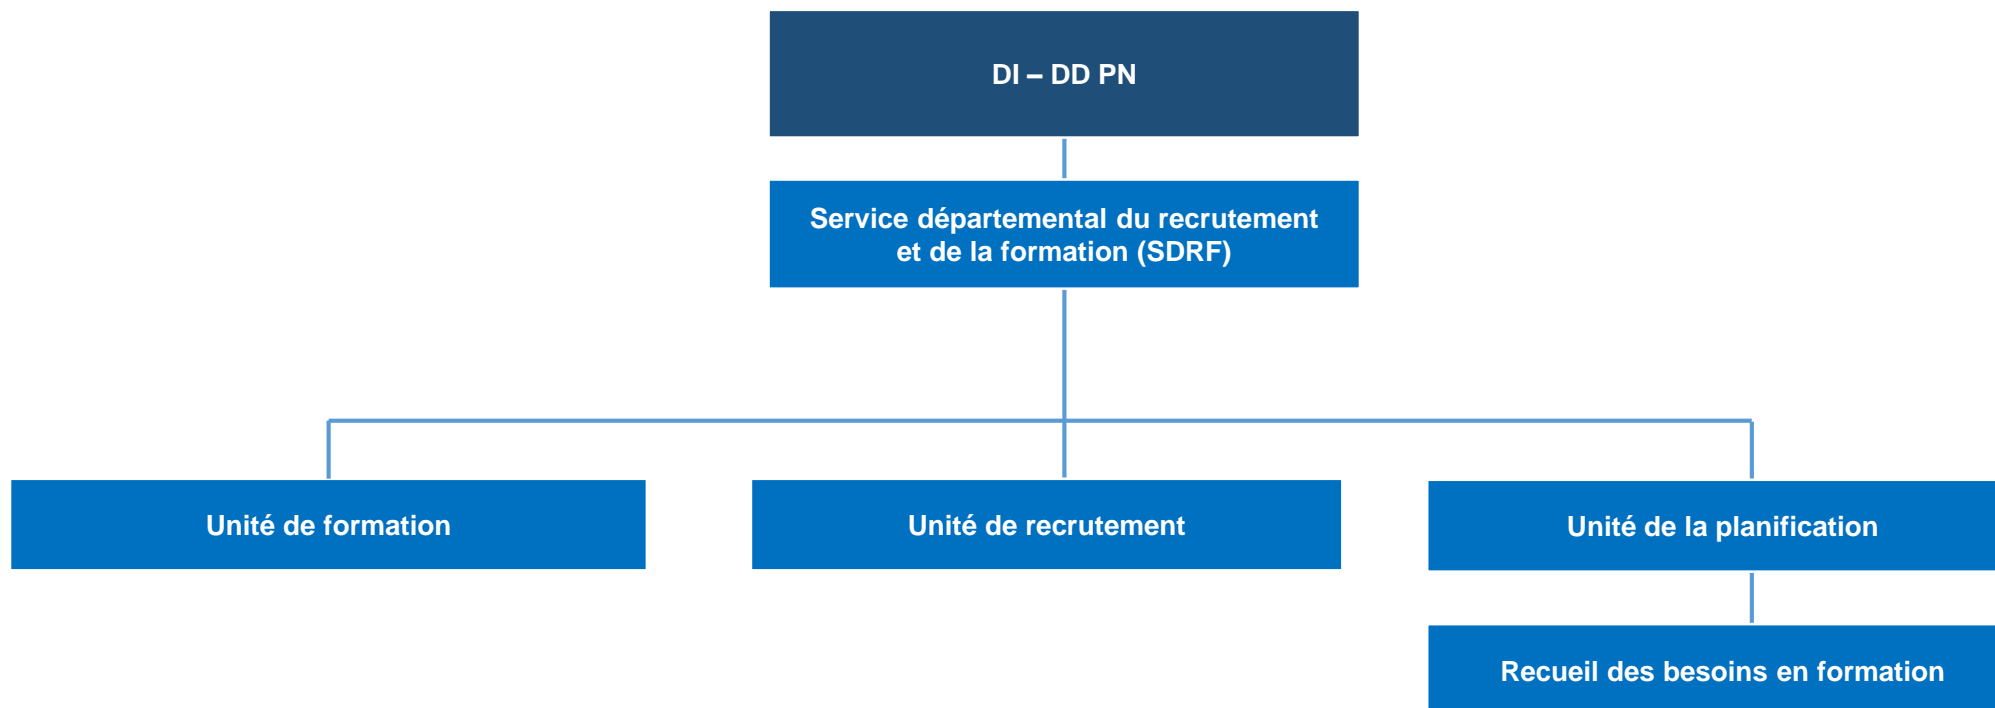 DI – DD PN
Service départemental du recrutement
et de la formation (SDRF)
Unité de formation
Unité de recrutement
Unité de la planification
Recueil des besoins en formation